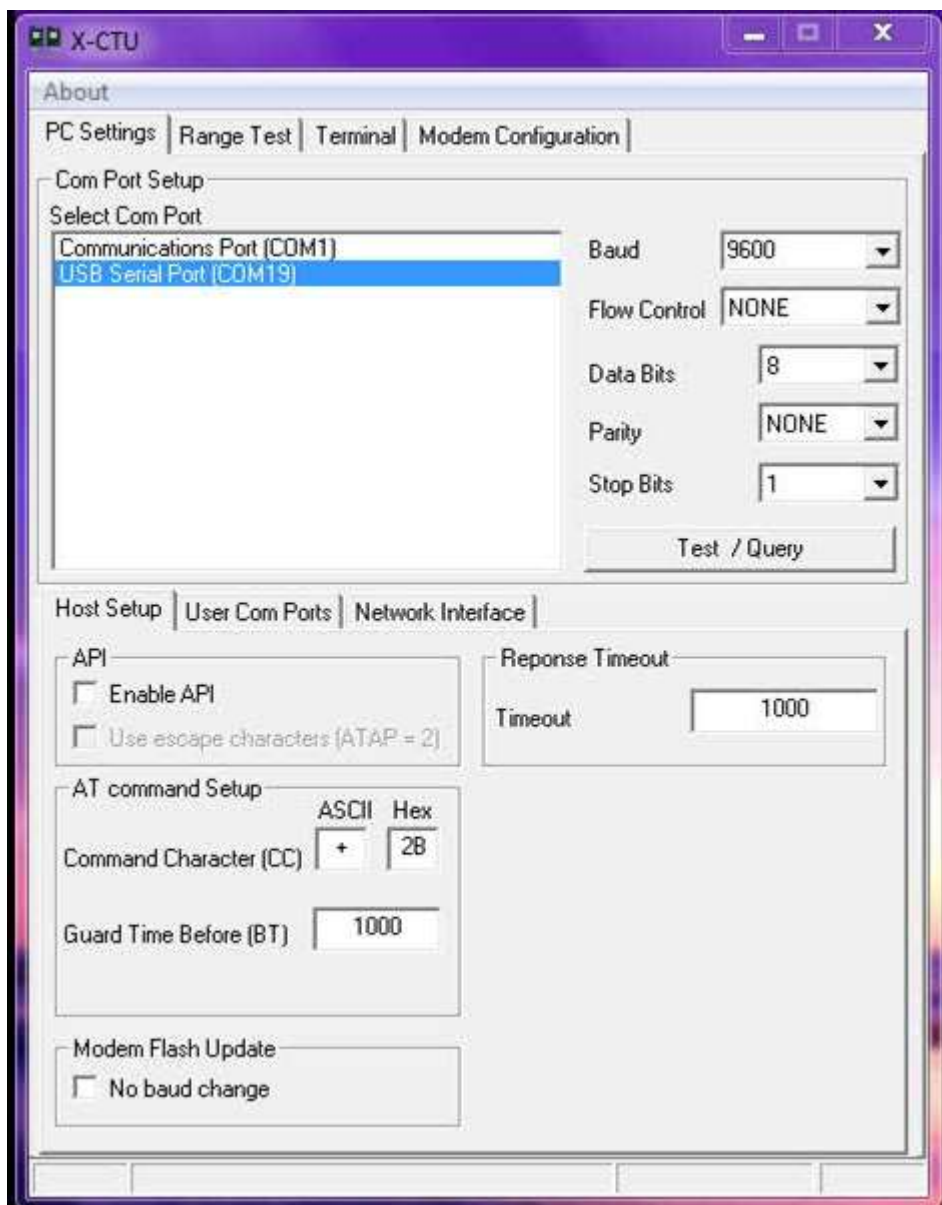 X-CTU
About
PC Settings Range Test Terminal Modem Configuration
Com Port Setup
Select Com Port
Communications Port (COM1)
USB Serial Port (COM19)
Baud 9600
Flow Control NONE
Data Bits 8
Parity NONE
Stop Bits 1
Test / Query
Host Setup User Com Ports Network Interface
API
Enable API
Use escape characters (ATAP = 2)
Reponse Timeout
Timeout 1000
AT command Setup
ASCII Hex
Command Character (CC) + 2B
Guard Time Before (BT) 1000
Modem Flash Update
No baud change